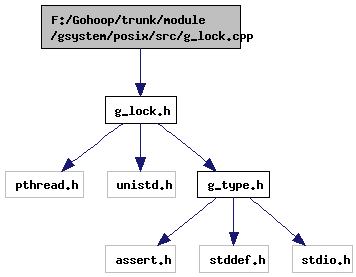 F:/Gohoop/trunk/module
/gsystem/posix/src/g_lock.cpp
g_lock.h
pthread.h
unistd.h
g_type.h
assert.h
stddef.h
stdio.h